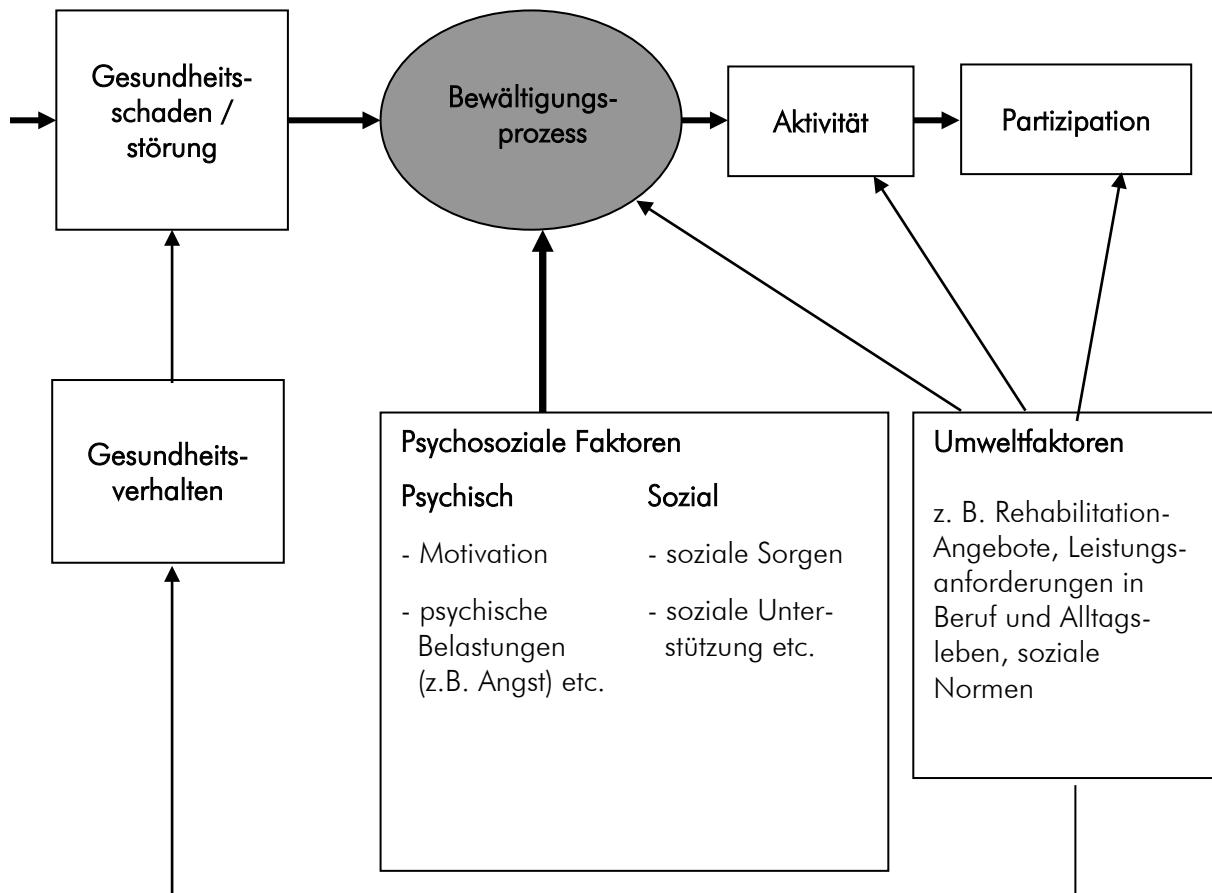 Gesundheits-
schaden /
störung
Bewältigungs-
prozess
Aktivität
Partizipation
Gesundheits-
verhalten
Psychosoziale Faktoren
Psychisch
- Motivation
- psychische
Belastungen
(z.B. Angst) etc.
Sozial
- soziale Sorgen
- soziale Unter-
stützung etc.
Umweltfaktoren
z. B. Rehabilitation-
Angebote, Leistungs-
anforderungen in
Beruf und Alltags-
leben, soziale
Normen